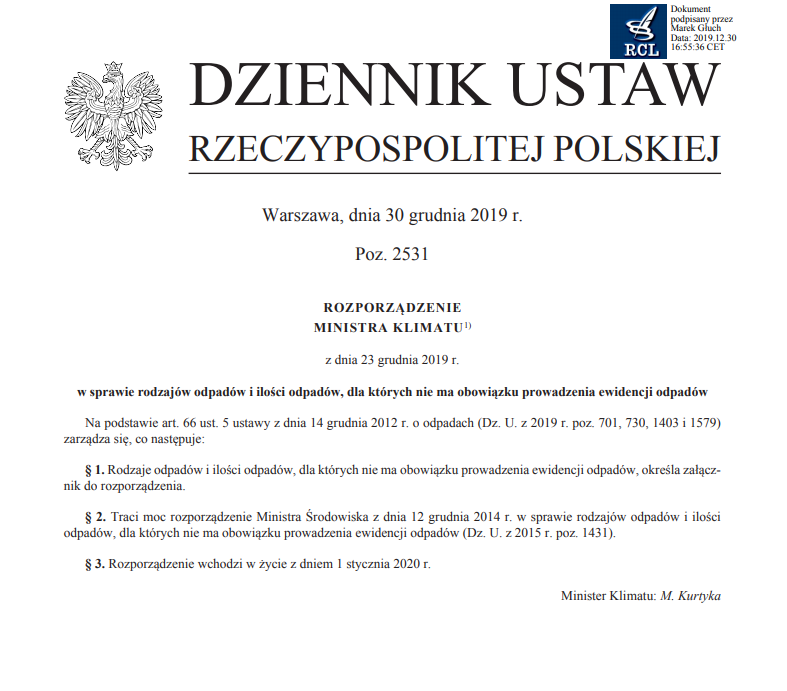 Dokument
podpisany przez
Marek Głuch
Data: 2019.12.30
16:55:36 CET
RCL
DZIENNIK USTAW
RZECZYPOSPOLITEJ POLSKIEJ
Warszawa, dnia 30 grudnia 2019 r.
Poz. 2531
ROZPORZĄDZENIE
MINISTRA KLIMATU1)
z dnia 23 grudnia 2019 r.
w sprawie rodzajów odpadów i ilości odpadów, dla których nie ma obowiązku prowadzenia ewidencji odpadów
Na podstawie art. 66 ust. 5 ustawy z dnia 14 grudnia 2012 r. o odpadach (Dz. U. z 2019 r. poz. 701, 730, 1403 i 1579)
zarządza się, co następuje:
§ 1. Rodzaje odpadów i ilości odpadów, dla których nie ma obowiązku prowadzenia ewidencji odpadów, określa załącz-
nik do rozporządzenia.
§ 2. Traci moc rozporządzenie Ministra Środowiska z dnia 12 grudnia 2014 r. w sprawie rodzajów odpadów i ilości
odpadów, dla których nie ma obowiązku prowadzenia ewidencji odpadów (Dz. U. z 2015 r. poz. 1431).
§ 3. Rozporządzenie wchodzi w życie z dniem 1 stycznia 2020 r.
Minister Klimatu: M. Kurtyka